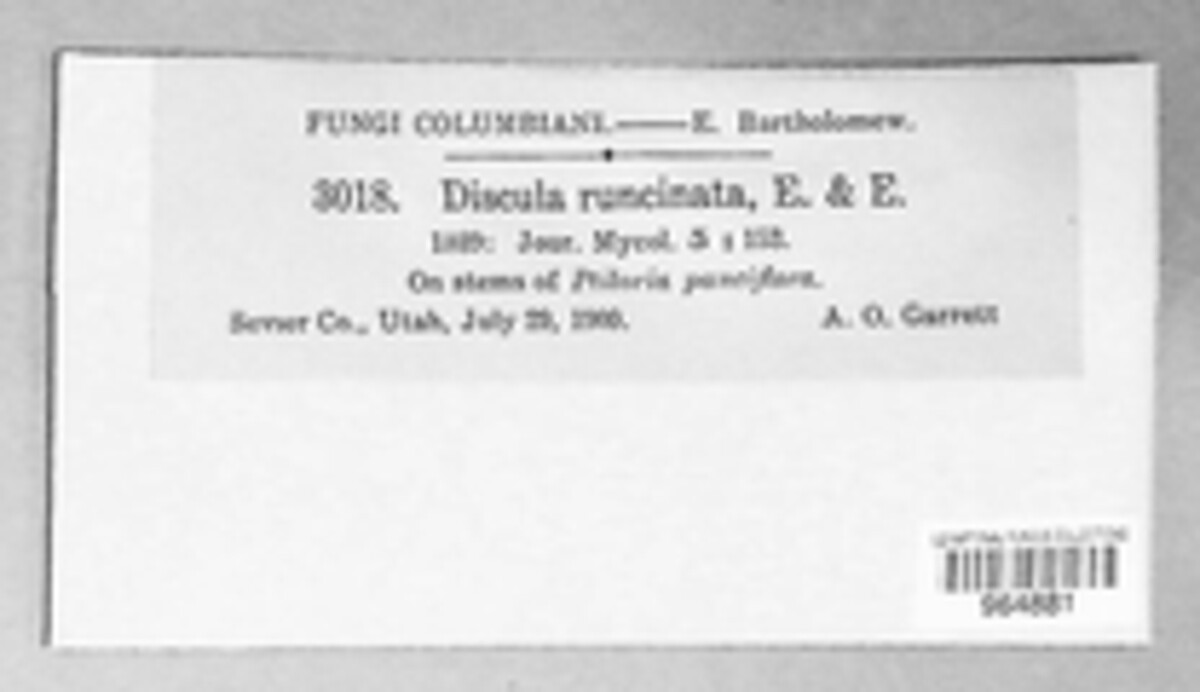 FUNGI COLUMBIANI.——E. Bartholomew.
3018. Discula runcinata, E. & E.
1889: Jour. Mycol. 5 : 153.
On stems of Ptiloria pauciflora.
Sevier Co., Utah, July 29,
A. O. Garrett
964881